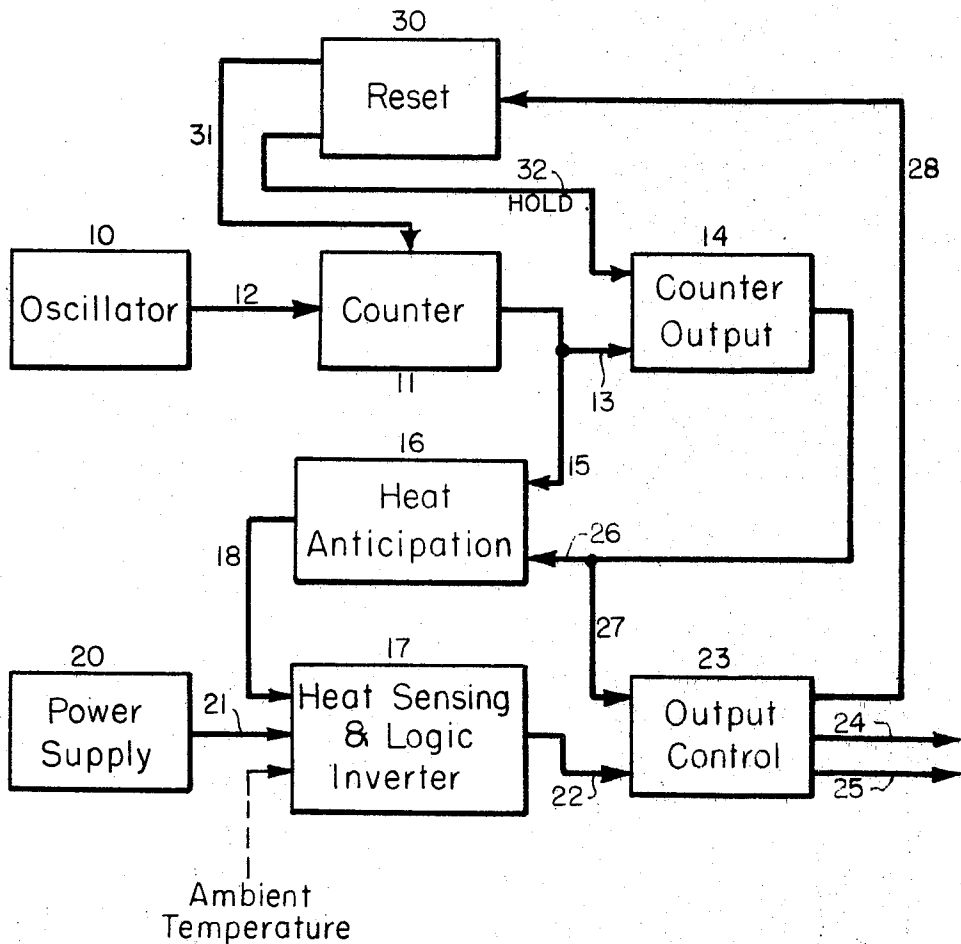 30
Reset
31
28
32
HOLD
10
Oscillator
12
Counter
11
14
Counter
Output
13
16
Heat
Anticipation
15
18
26
27
20
Power
Supply
21
17
Heat Sensing
& Logic
Inverter
22
23
Output
Control
24
25
Ambient
Temperature